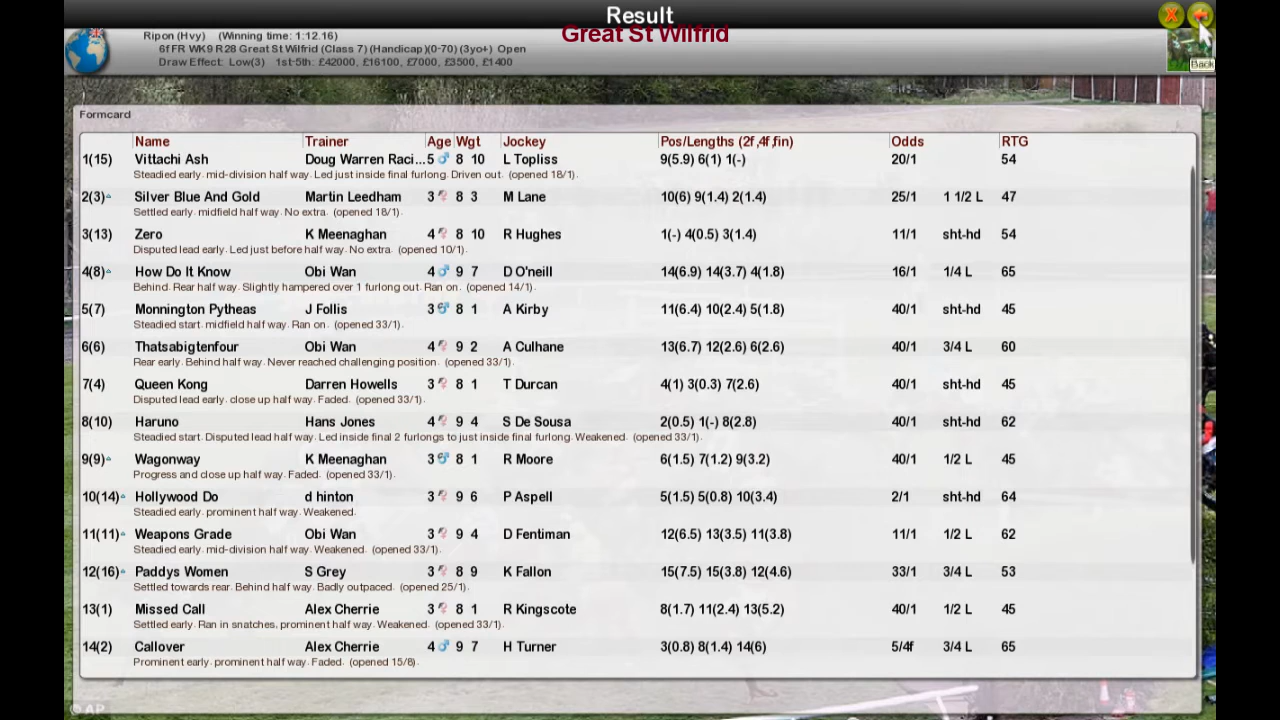 Result
Great St Wilfrid
Ripon (Hvy) (Winning time: 1:12.16)
6f FR WK9 R28 Great St Wilfrid (Class 7) (Handicap)(0-70) (3yo+) Open
Draw Effect: Low(3) 1st-5th: £42000, £16100, £7000, £3500, £1400
Back
Formcard
Name Trainer Age Wgt Jockey Pos/Lengths (2f,4f,fin) Odds RTG
1(15) Vittachi Ash Doug Warren Raci... 5 8 10 L Topliss 9(5.9) 6(1) 1(-) 20/1 54
Steadied early. mid-division half way. Led just inside final furlong. Driven out. (opened 18/1).
2(3) Silver Blue And Gold Martin Leedham 3 8 3 M Lane 10(6) 9(1.4) 2(1.4) 25/1 1 1/2 L 47
Settled early. midfield half way. No extra. (opened 18/1).
3(13) Zero K Meenaghan 4 8 10 R Hughes 1(-) 4(0.5) 3(1.4) 11/1 sht-hd 54
Disputed lead early. Led just before half way. No extra. (opened 10/1).
4(8) How Do It Know Obi Wan 4 9 7 D O'neill 14(6.9) 14(3.7) 4(1.8) 16/1 1/4 L 65
Behind. Rear half way. Slightly hampered over 1 furlong out. Ran on. (opened 14/1).
5(7) Monnington Pytheas J Follis 3 8 1 A Kirby 11(6.4) 10(2.4) 5(1.8) 40/1 sht-hd 45
Steadied start. midfield half way. Ran on. (opened 33/1).
6(6) Thatsabigtenfour Obi Wan 4 9 2 A Culhane 13(6.7) 12(2.6) 6(2.6) 40/1 3/4 L 60
Rear early. Behind half way. Never reached challenging position. (opened 33/1).
7(4) Queen Kong Darren Howells 3 8 1 T Durcan 4(1) 3(0.3) 7(2.6) 40/1 sht-hd 45
Disputed lead early. close up half way. Faded. (opened 33/1).
8(10) Haruno Hans Jones 4 9 4 S De Sousa 2(0.5) 1(-) 8(2.8) 40/1 sht-hd 62
Steadied start. Disputed lead half way. Led inside final 2 furlongs to just inside final furlong. Weakened. (opened 33/1).
9(9) Wagonway K Meenaghan 3 8 1 R Moore 6(1.5) 7(1.2) 9(3.2) 40/1 1/2 L 45
Progress and close up half way. Faded. (opened 33/1).
10(14) Hollywood Do d hinton 3 9 6 P Aspell 5(1.5) 5(0.8) 10(3.4) 2/1 sht-hd 64
Steadied early. prominent half way. Weakened.
11(11) Weapons Grade Obi Wan 3 9 4 D Fentiman 12(6.5) 13(3.5) 11(3.8) 11/1 1/2 L 62
Steadied early. mid-division half way. Weakened. (opened 33/1).
12(16) Paddys Women S Grey 3 8 9 K Fallon 15(7.5) 15(3.8) 12(4.6) 33/1 3/4 L 53
Settled towards rear. Behind half way. Badly outpaced. (opened 25/1).
13(1) Missed Call Alex Cherrie 3 8 1 R Kingscote 8(1.7) 11(2.4) 13(5.2) 40/1 1/2 L 45
Settled early. Ran in snatches, prominent half way. Weakened. (opened 33/1).
14(2) Callover Alex Cherrie 4 9 7 H Turner 3(0.8) 8(1.4) 14(6) 5/4f 3/4 L 65
Prominent early. prominent half way. Faded. (opened 15/8).
© AP